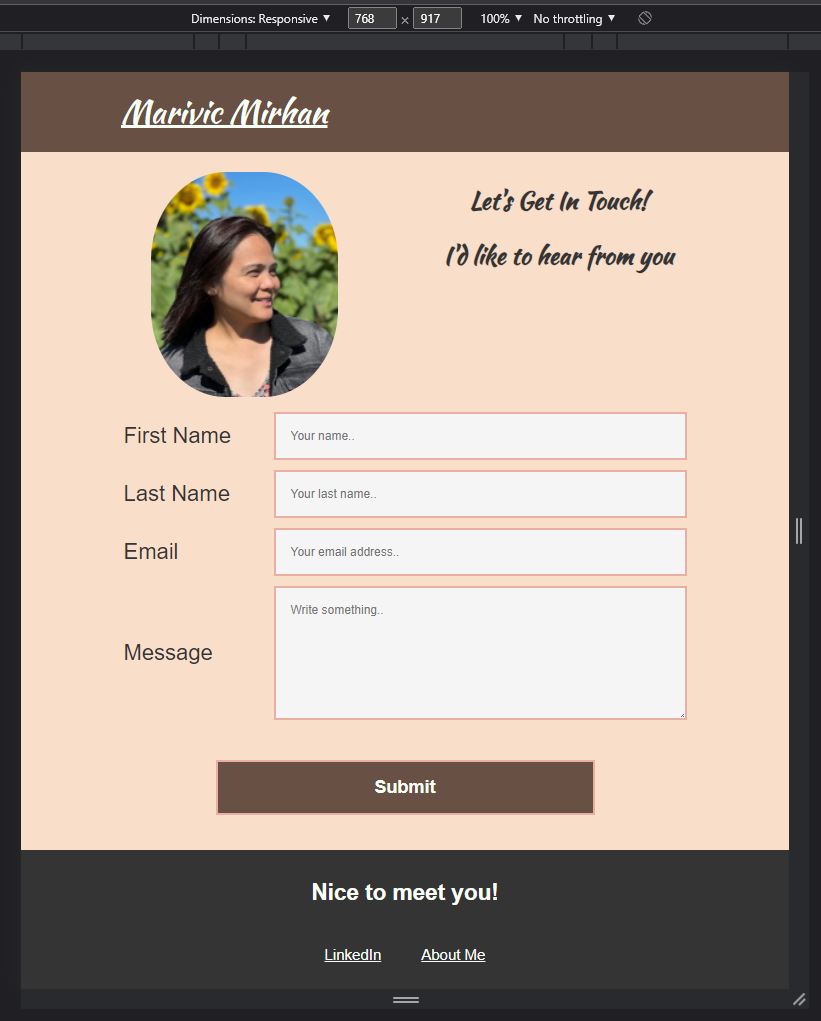 Dimensions: Responsive 768 × 917 100% No throttling
Marivic Mirhan
Let's Get In Touch!
I'd like to hear from you
First Name
Your name..
Last Name
Your last name..
Email
Your email address..
Message
Write something..
Submit
Nice to meet you!
LinkedIn About Me